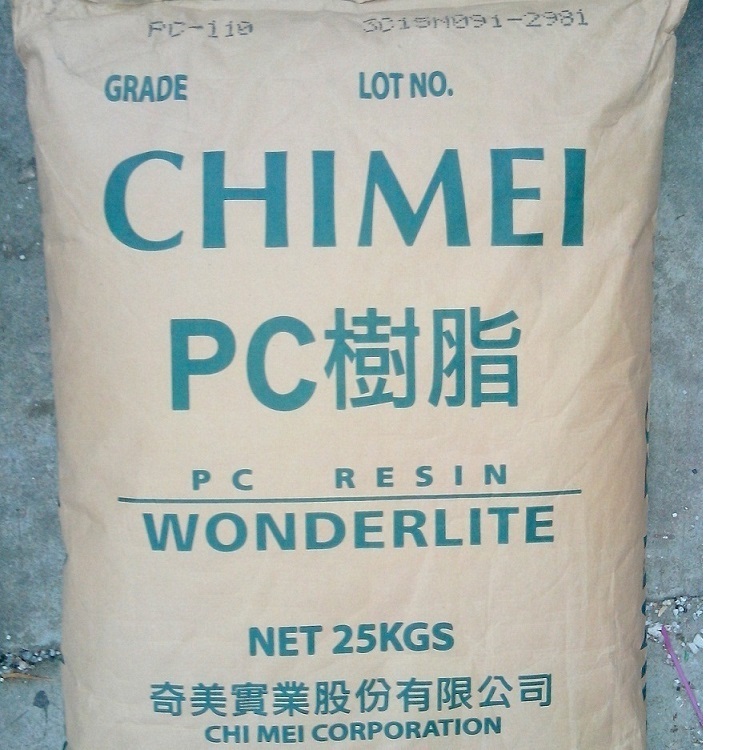 PC-110 3C15M091-2981
GRADE LOT NO.
CHIMEI
PC樹脂
PC RESIN
WONDERLITE
NET 25KGS
奇美實業股份有限公司
CHI MEI CORPORATION